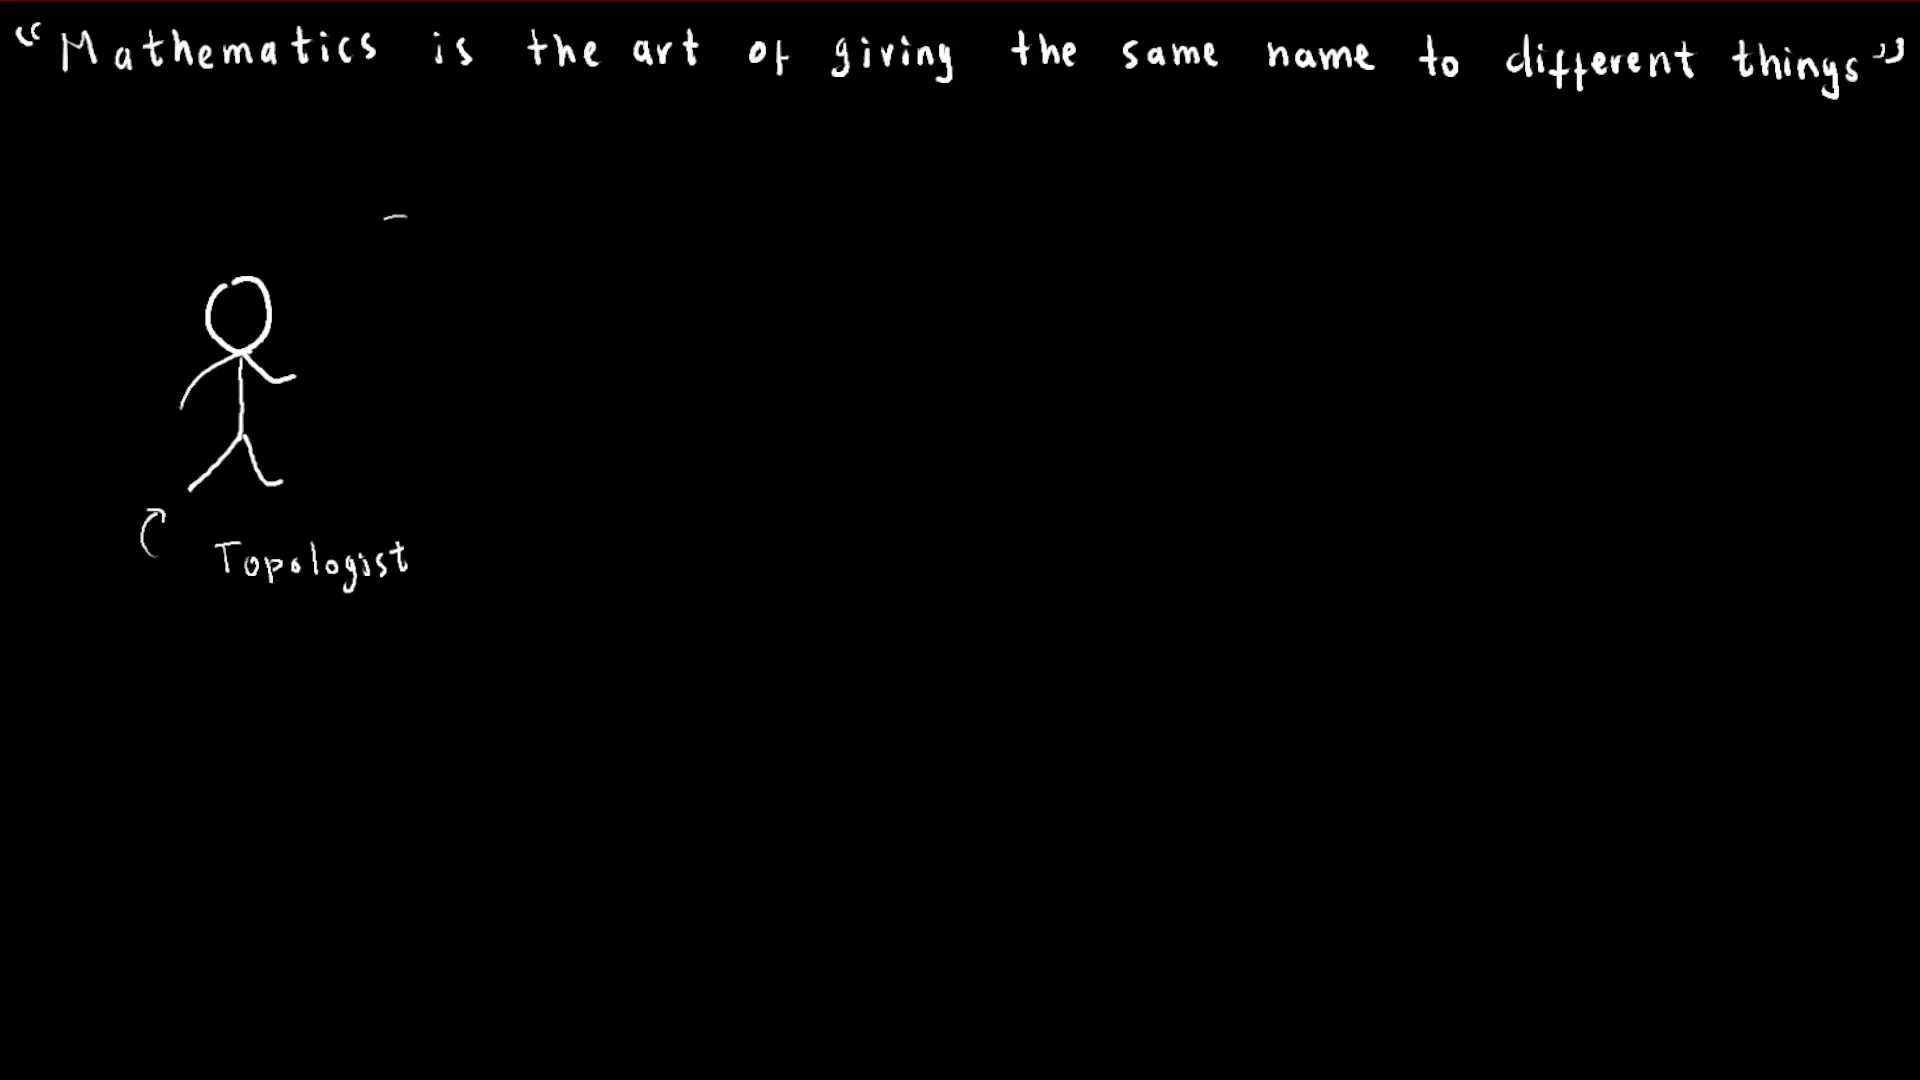 “Mathematics is the art of giving the same name to different things”
Topologist